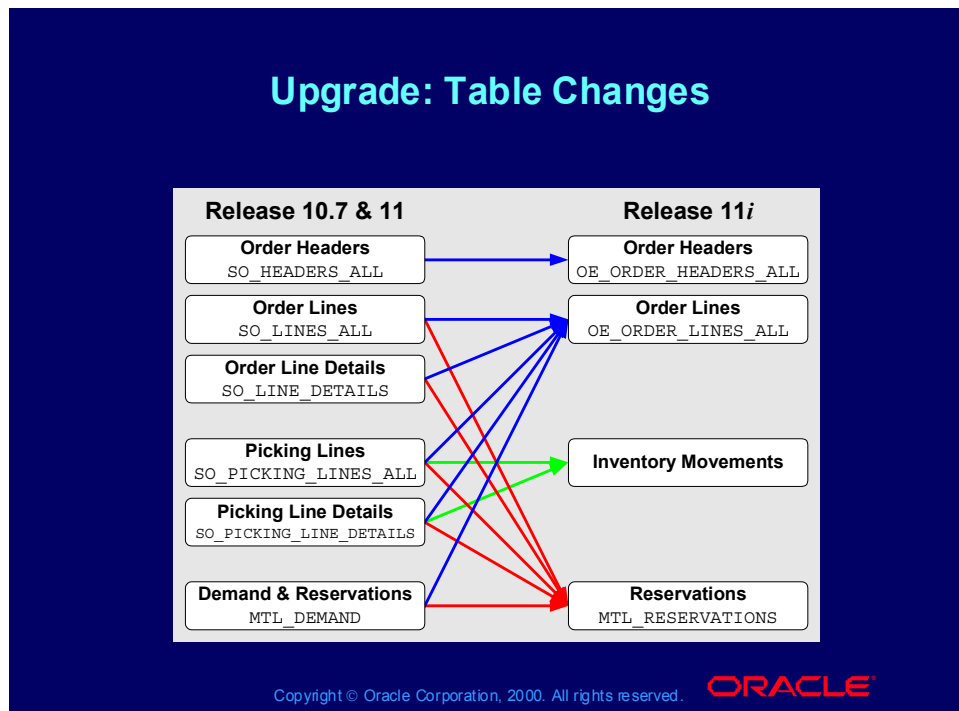 Upgrade: Table Changes
Release 10.7 & 11
Release 11i
Order Headers
SO_HEADERS_ALL
Order Headers
OE_ORDER_HEADERS_ALL
Order Lines
SO_LINES_ALL
Order Lines
OE_ORDER_LINES_ALL
Order Line Details
SO_LINE_DETAILS
Picking Lines
SO_PICKING_LINES_ALL
Inventory Movements
Picking Line Details
SO_PICKING_LINE_DETAILS
Demand & Reservations
MTL_DEMAND
Reservations
MTL_RESERVATIONS
Copyright © Oracle Corporation, 2000. All rights reserved.
ORACLE®